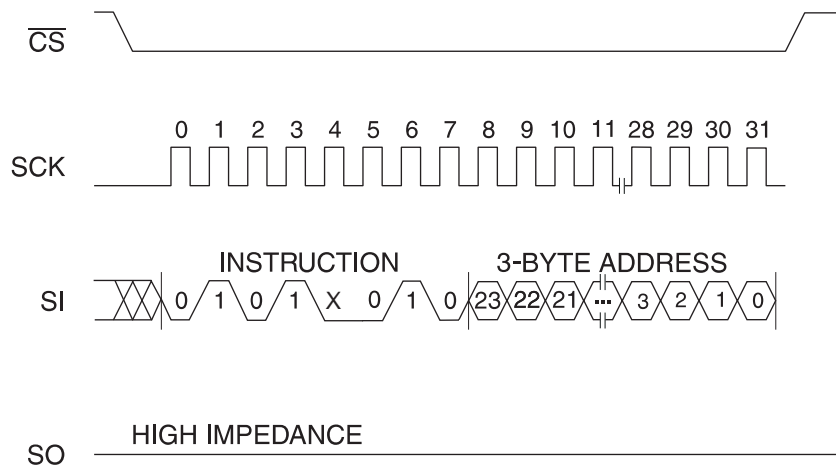 CS
0 1 2 3 4 5 6 7 8 9 10 11 28 29 30 31
SCK
INSTRUCTION 3-BYTE ADDRESS
SI 0 1 0 1 X 0 1 0 23 22 21 ... 3 2 1 0
HIGH IMPEDANCE
SO